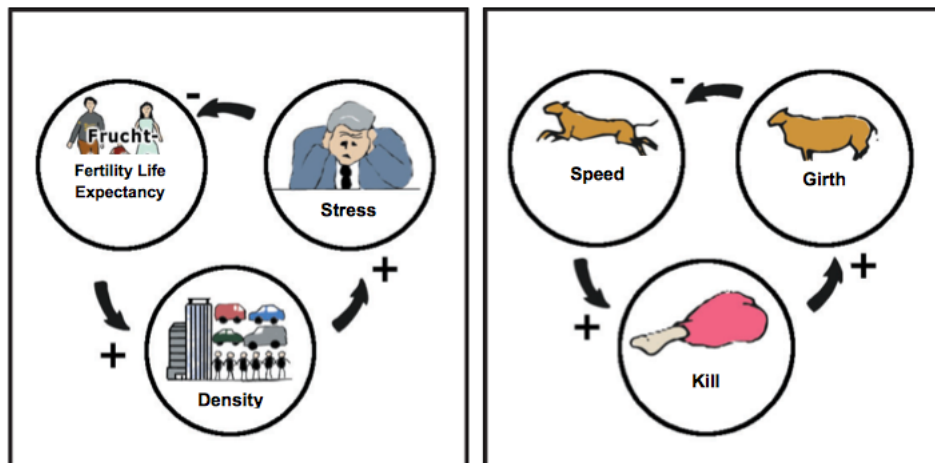 -
Frucht-
Fertility Life
Expectancy
Stress
+
+
Density
-
Speed
Girth
+
+
Kill